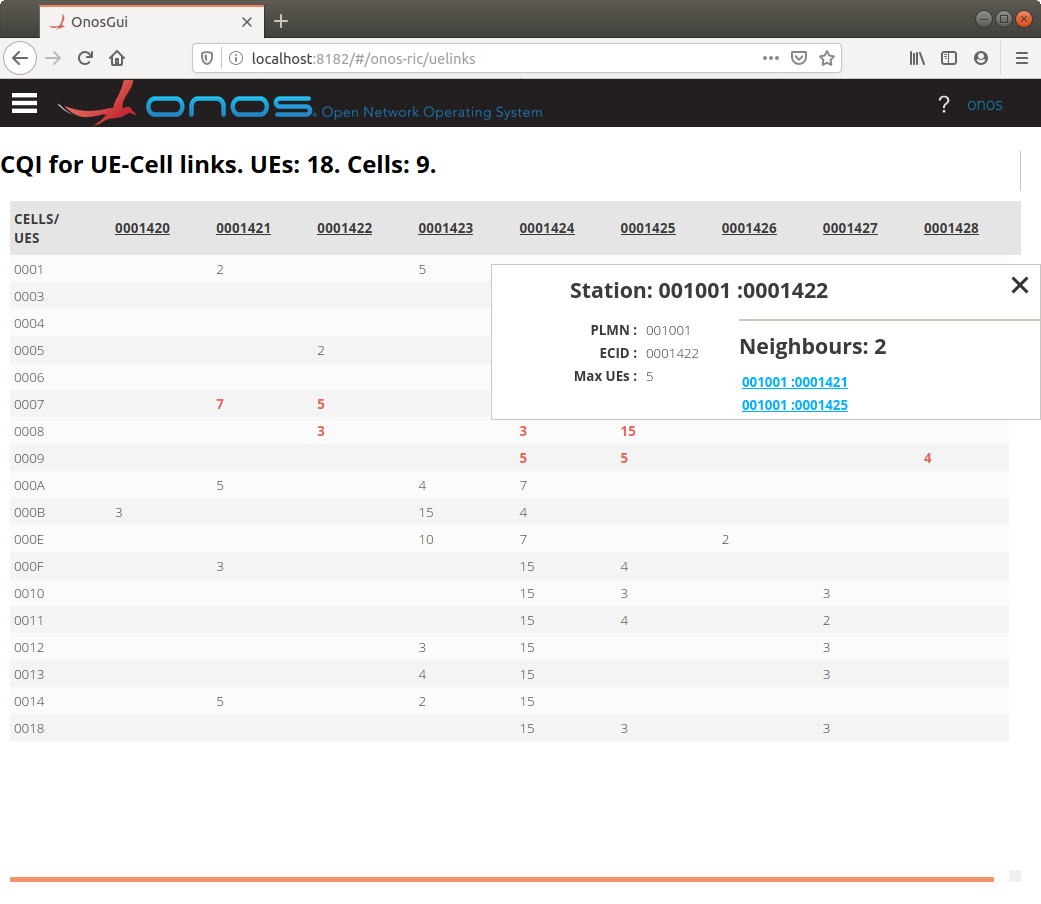 OnosGui
localhost:8182/#/onos-ric/uelinks
onos Open Network Operating System
? onos
CQI for UE-Cell links. UEs: 18. Cells: 9.
CELLS/
UES 0001420 0001421 0001422 0001423 0001424 0001425 0001426 0001427 0001428
0001 2 5
0003
0004
0005 2
0006
0007 7 5
Station: 001001 :0001422
PLMN : 001001
ECID : 0001422
Max UEs : 5
Neighbours: 2
001001 :0001421
001001 :0001425
0008 3 3 15
0009 5 5 4
000A 5 4 7
000B 3 15 4
000E 10 7 2
000F 3 15 4
0010 15 3 3
0011 15 4 2
0012 3 15 3
0013 4 15 3
0014 5 2 15
0018 15 3 3